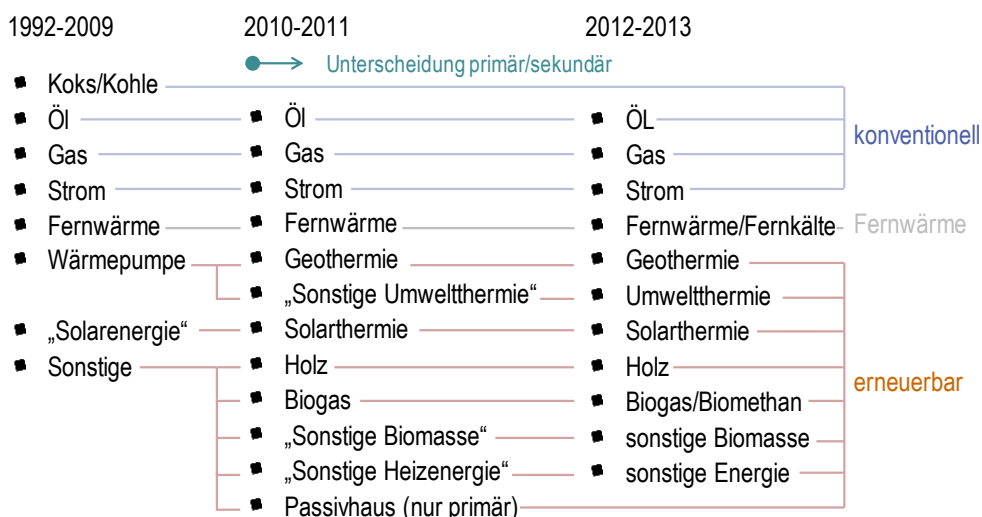 1992-2009 2010-2011 2012-2013
Unterscheidung primär/sekundär
Koks/Kohle
Öl Öl ÖL
konventionell
Gas Gas Gas
Strom Strom Strom
Fernwärme Fernwärme Fernwärme/Fernkälte Fernwärme
Wärmepumpe Geothermie Geothermie
„Sonstige Umweltthermie“ Umweltthermie
„Solarenergie“ Solarthermie Solarthermie
Sonstige Holz Holz
erneuerbar
Biogas Biogas/Biomethan
„Sonstige Biomasse“ sonstige Biomasse
„Sonstige Heizenergie“ sonstige Energie
Passivhaus (nur primär)